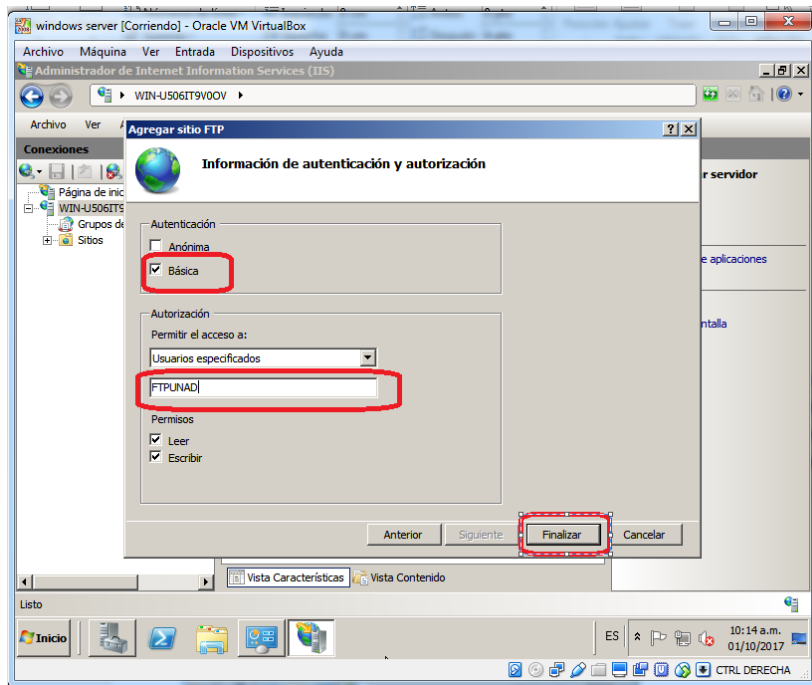 windows server [Corriendo] - Oracle VM VirtualBox
Archivo Máquina Ver Entrada Dispositivos Ayuda
Administrador de Internet Information Services (IIS)
WIN-U506IT9V0OV
Archivo Ver
Agregar sitio FTP
Conexiones
Información de autenticación y autorización
r servidor
Página de inic
WIN-U506IT9
Grupos de
Sitios
Autenticación
Anónima
Básica
e aplicaciones
Autorización
Permitir el acceso a:
ntalla
Usuarios especificados
FTPUNAD
Permisos
Leer
Escribir
Anterior Siguiente Finalizar Cancelar
Vista Características Vista Contenido
Listo
Inicio
ES
10:14 a.m.
01/10/2017
CTRL DERECHA